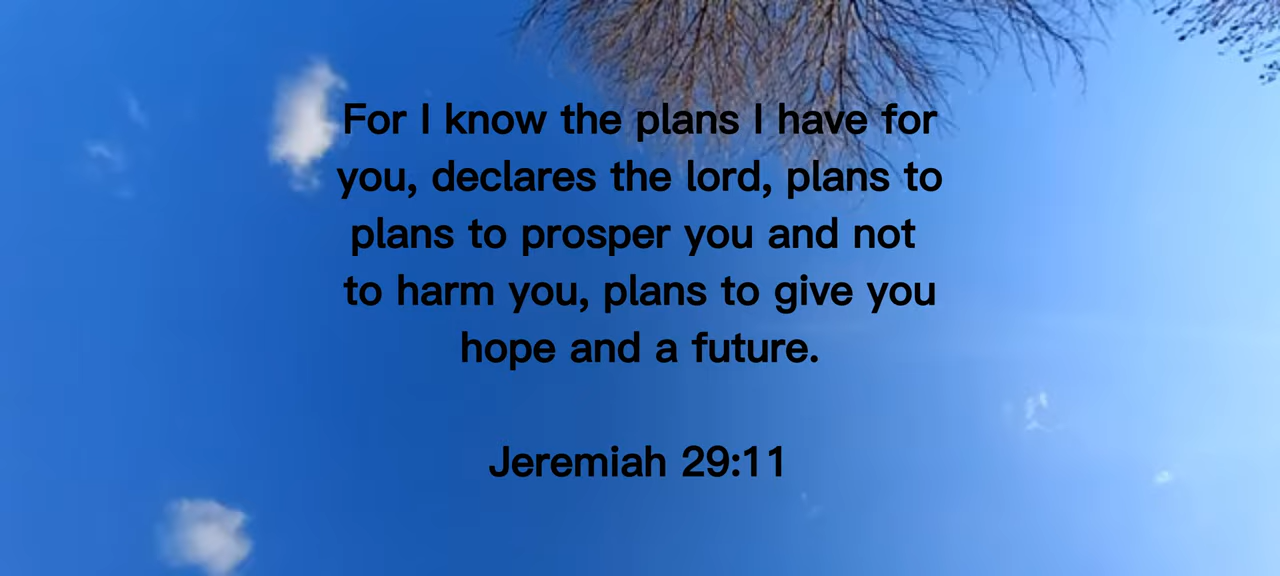 For I know the plans I have for
you, declares the lord, plans to
plans to prosper you and not
to harm you, plans to give you
hope and a future.
Jeremiah 29:11